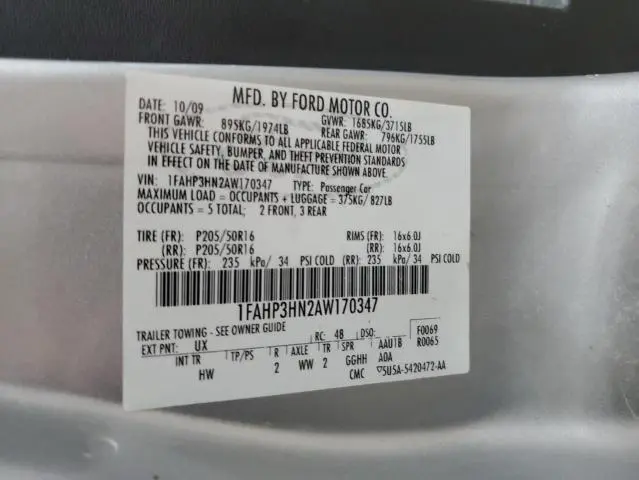 MFD. BY FORD MOTOR CO.
DATE: 10/09 GVWR: 1685KG/3715LB
FRONT GAWR: 895KG/1974LB REAR GAWR: 796KG/1755LB
THIS VEHICLE CONFORMS TO ALL APPLICABLE FEDERAL MOTOR
VEHICLE SAFETY, BUMPER, AND THEFT PREVENTION STANDARDS
IN EFFECT ON THE DATE OF MANUFACTURE SHOWN ABOVE.
VIN: 1FAHP3HN2AW170347 TYPE: Passenger Car
MAXIMUM LOAD = OCCUPANTS + LUGGAGE = 375KG/ 827LB
OCCUPANTS = 5 TOTAL; 2 FRONT, 3 REAR
TIRE (FR): P205/50R16 RIMS (FR): 16x6.0J
(RR): P205/50R16 (RR): 16x6.0J
PRESSURE (FR): 235 kPa/ 34 PSI COLD (RR): 235 kPa/ 34 PSI COLD
1FAHP3HN2AW170347
TRAILER TOWING - SEE OWNER GUIDE
EXT PNT: UX RC: 48 DSO: F0069
INT TR TP/PS R AXLE TR SPR AAU1B R0065
HW 2 WW 2 GGHH A0A
CMC 5U5A-5420472-AA